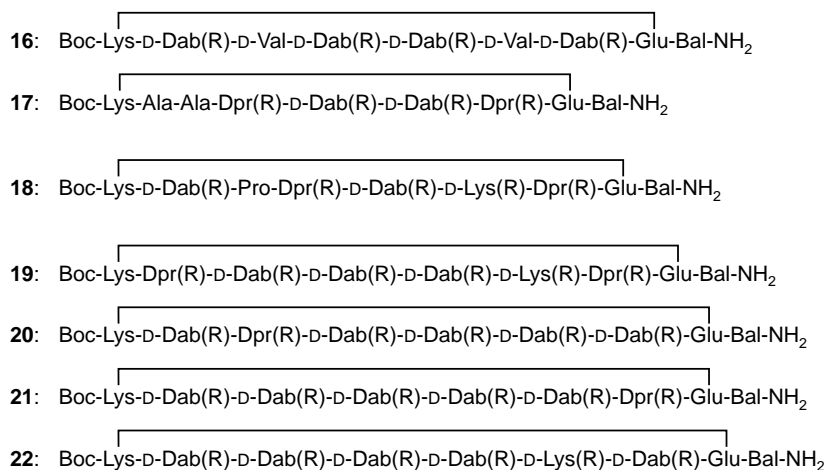 16: Boc-Lys-D-Dab(R)-D-Val-D-Dab(R)-D-Dab(R)-D-Val-D-Dab(R)-Glu-Bal-NH2
17: Boc-Lys-Ala-Ala-Dpr(R)-D-Dab(R)-D-Dab(R)-Dpr(R)-Glu-Bal-NH2
18: Boc-Lys-D-Dab(R)-Pro-Dpr(R)-D-Dab(R)-D-Lys(R)-Dpr(R)-Glu-Bal-NH2
19: Boc-Lys-Dpr(R)-D-Dab(R)-D-Dab(R)-D-Dab(R)-D-Lys(R)-Dpr(R)-Glu-Bal-NH2
20: Boc-Lys-D-Dab(R)-Dpr(R)-D-Dab(R)-D-Dab(R)-D-Dab(R)-D-Dab(R)-Glu-Bal-NH2
21: Boc-Lys-D-Dab(R)-D-Dab(R)-D-Dab(R)-D-Dab(R)-D-Dab(R)-Dpr(R)-Glu-Bal-NH2
22: Boc-Lys-D-Dab(R)-D-Dab(R)-D-Dab(R)-D-Dab(R)-D-Lys(R)-D-Dab(R)-Glu-Bal-NH2